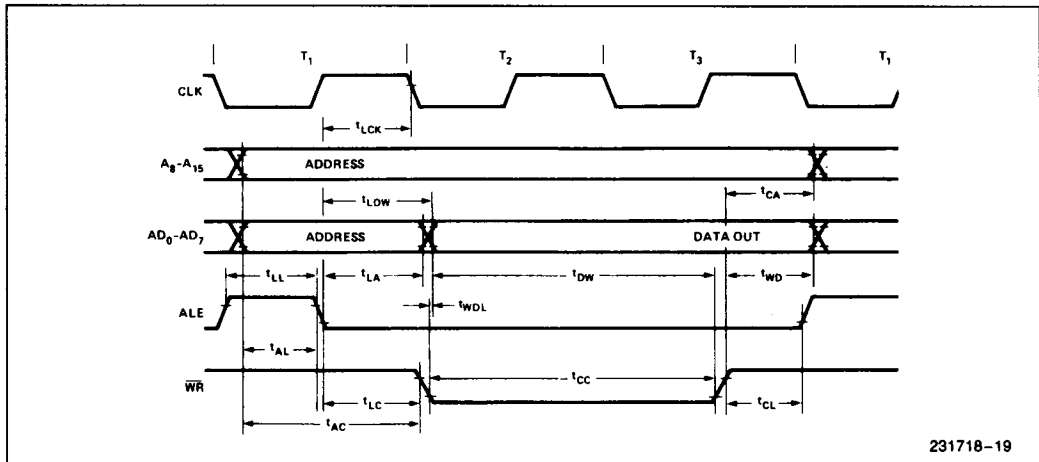 T1 T2 T3 T1
CLK
tLCK
A8-A15 ADDRESS
tCA
tLDW
AD0-AD7 ADDRESS DATA OUT
tLL tLA tDW tWD
tWDL
ALE
tAL
tCC
WR
tLC tCL
tAC
231718-19